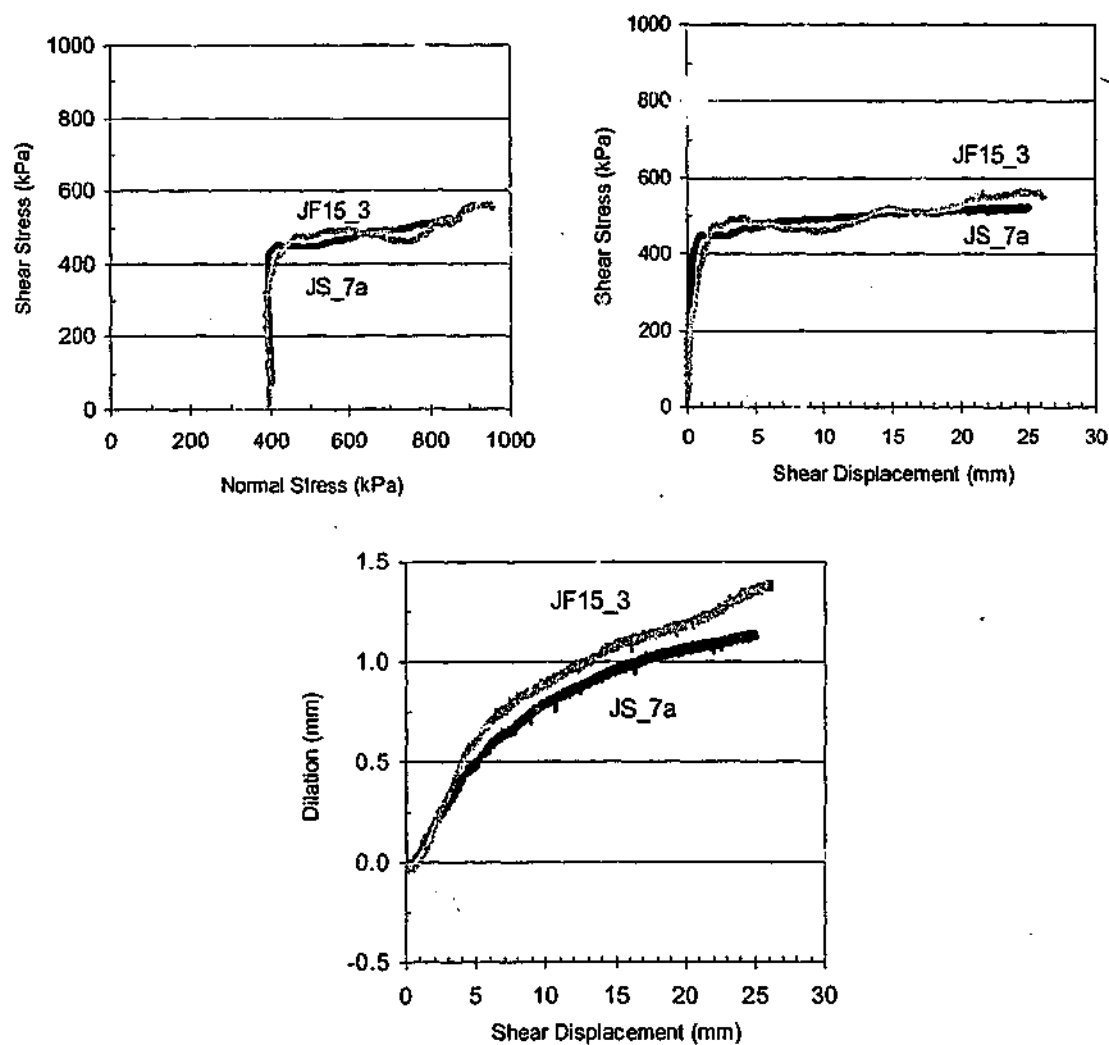 1000
800
600
400
200
0
Shear Stress (kPa)
JF15_3
JS_7a
0 200 400 600 800 1000
Normal Stress (kPa)
1000
800
600
400
200
0
Shear Stress (kPa)
JF15_3
JS_7a
0 5 10 15 20 25 30
Shear Displacement (mm)
1.5
1.0
0.5
0.0
-0.5
Dilation (mm)
JF15_3
JS_7a
0 5 10 15 20 25 30
Shear Displacement (mm)